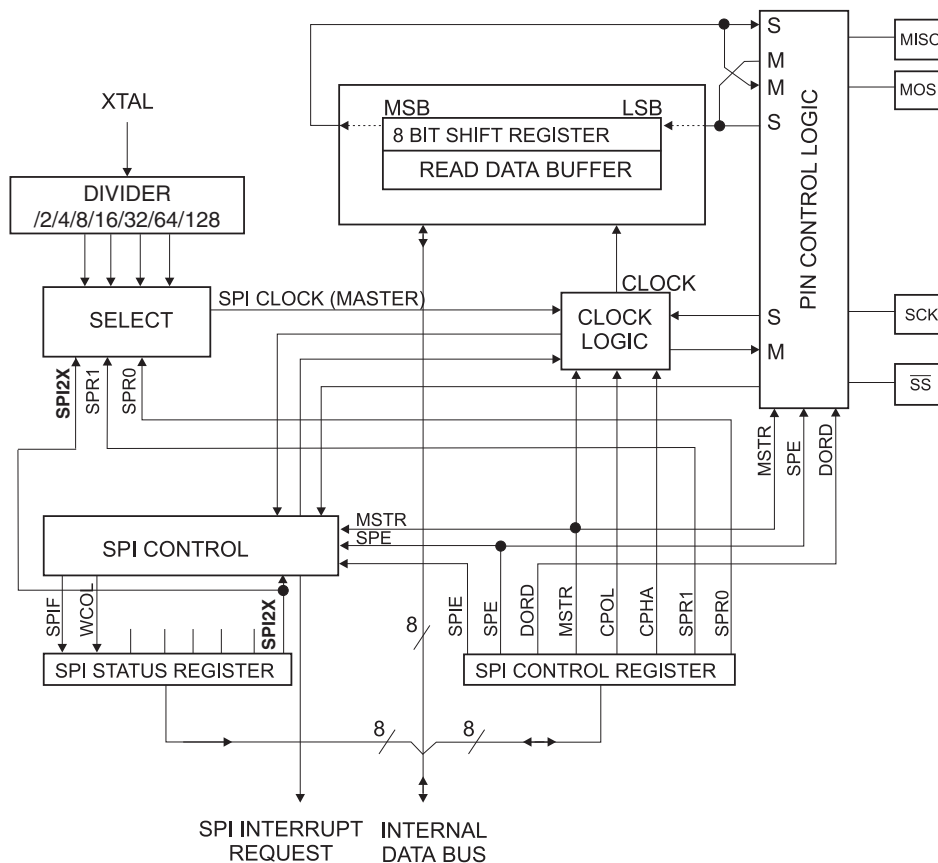 S
MISO
M
MOSI
M
S
PIN CONTROL LOGIC
MSB
LSB
8 BIT SHIFT REGISTER
READ DATA BUFFER
XTAL
DIVIDER
/2/4/8/16/32/64/128
SELECT
SPI CLOCK (MASTER)
CLOCK
CLOCK
LOGIC
S
M
SCK
SS
SPI2X
SPR1
SPR0
MSTR
SPE
DORD
SPI CONTROL
MSTR
SPE
SPIF
WCOL
SPI2X
SPI STATUS REGISTER
8
SPIE
SPE
DORD
MSTR
CPOL
CPHA
SPR1
SPR0
SPI CONTROL REGISTER
8
8
SPI INTERRUPT
REQUEST
INTERNAL
DATA BUS